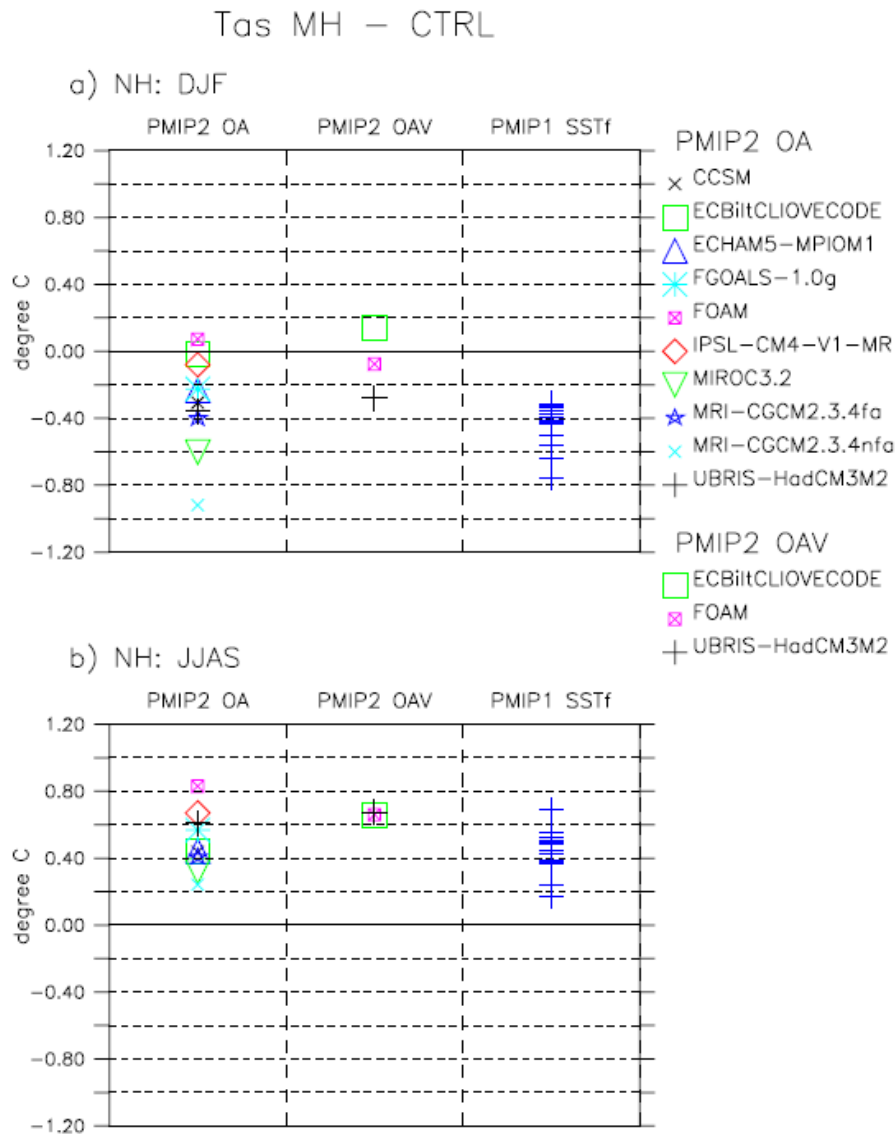 Tas MH - CTRL
a) NH: DJF
PMIP2 OA PMIP2 OAV PMIP1 SSTf
1.20
0.80
0.40
0.00
-0.40
-0.80
-1.20
degree C
PMIP2 OA
CCSM
ECBiltCLIOVECODE
ECHAM5-MPIOM1
FGOALS-1.0g
FOAM
IPSL-CM4-V1-MR
MIROC3.2
MRI-CGCM2.3.4fa
MRI-CGCM2.3.4nfa
UBRIS-HadCM3M2
PMIP2 OAV
ECBiltCLIOVECODE
FOAM
UBRIS-HadCM3M2
b) NH: JJAS
PMIP2 OA PMIP2 OAV PMIP1 SSTf
1.20
0.80
0.40
0.00
-0.40
-0.80
-1.20
degree C